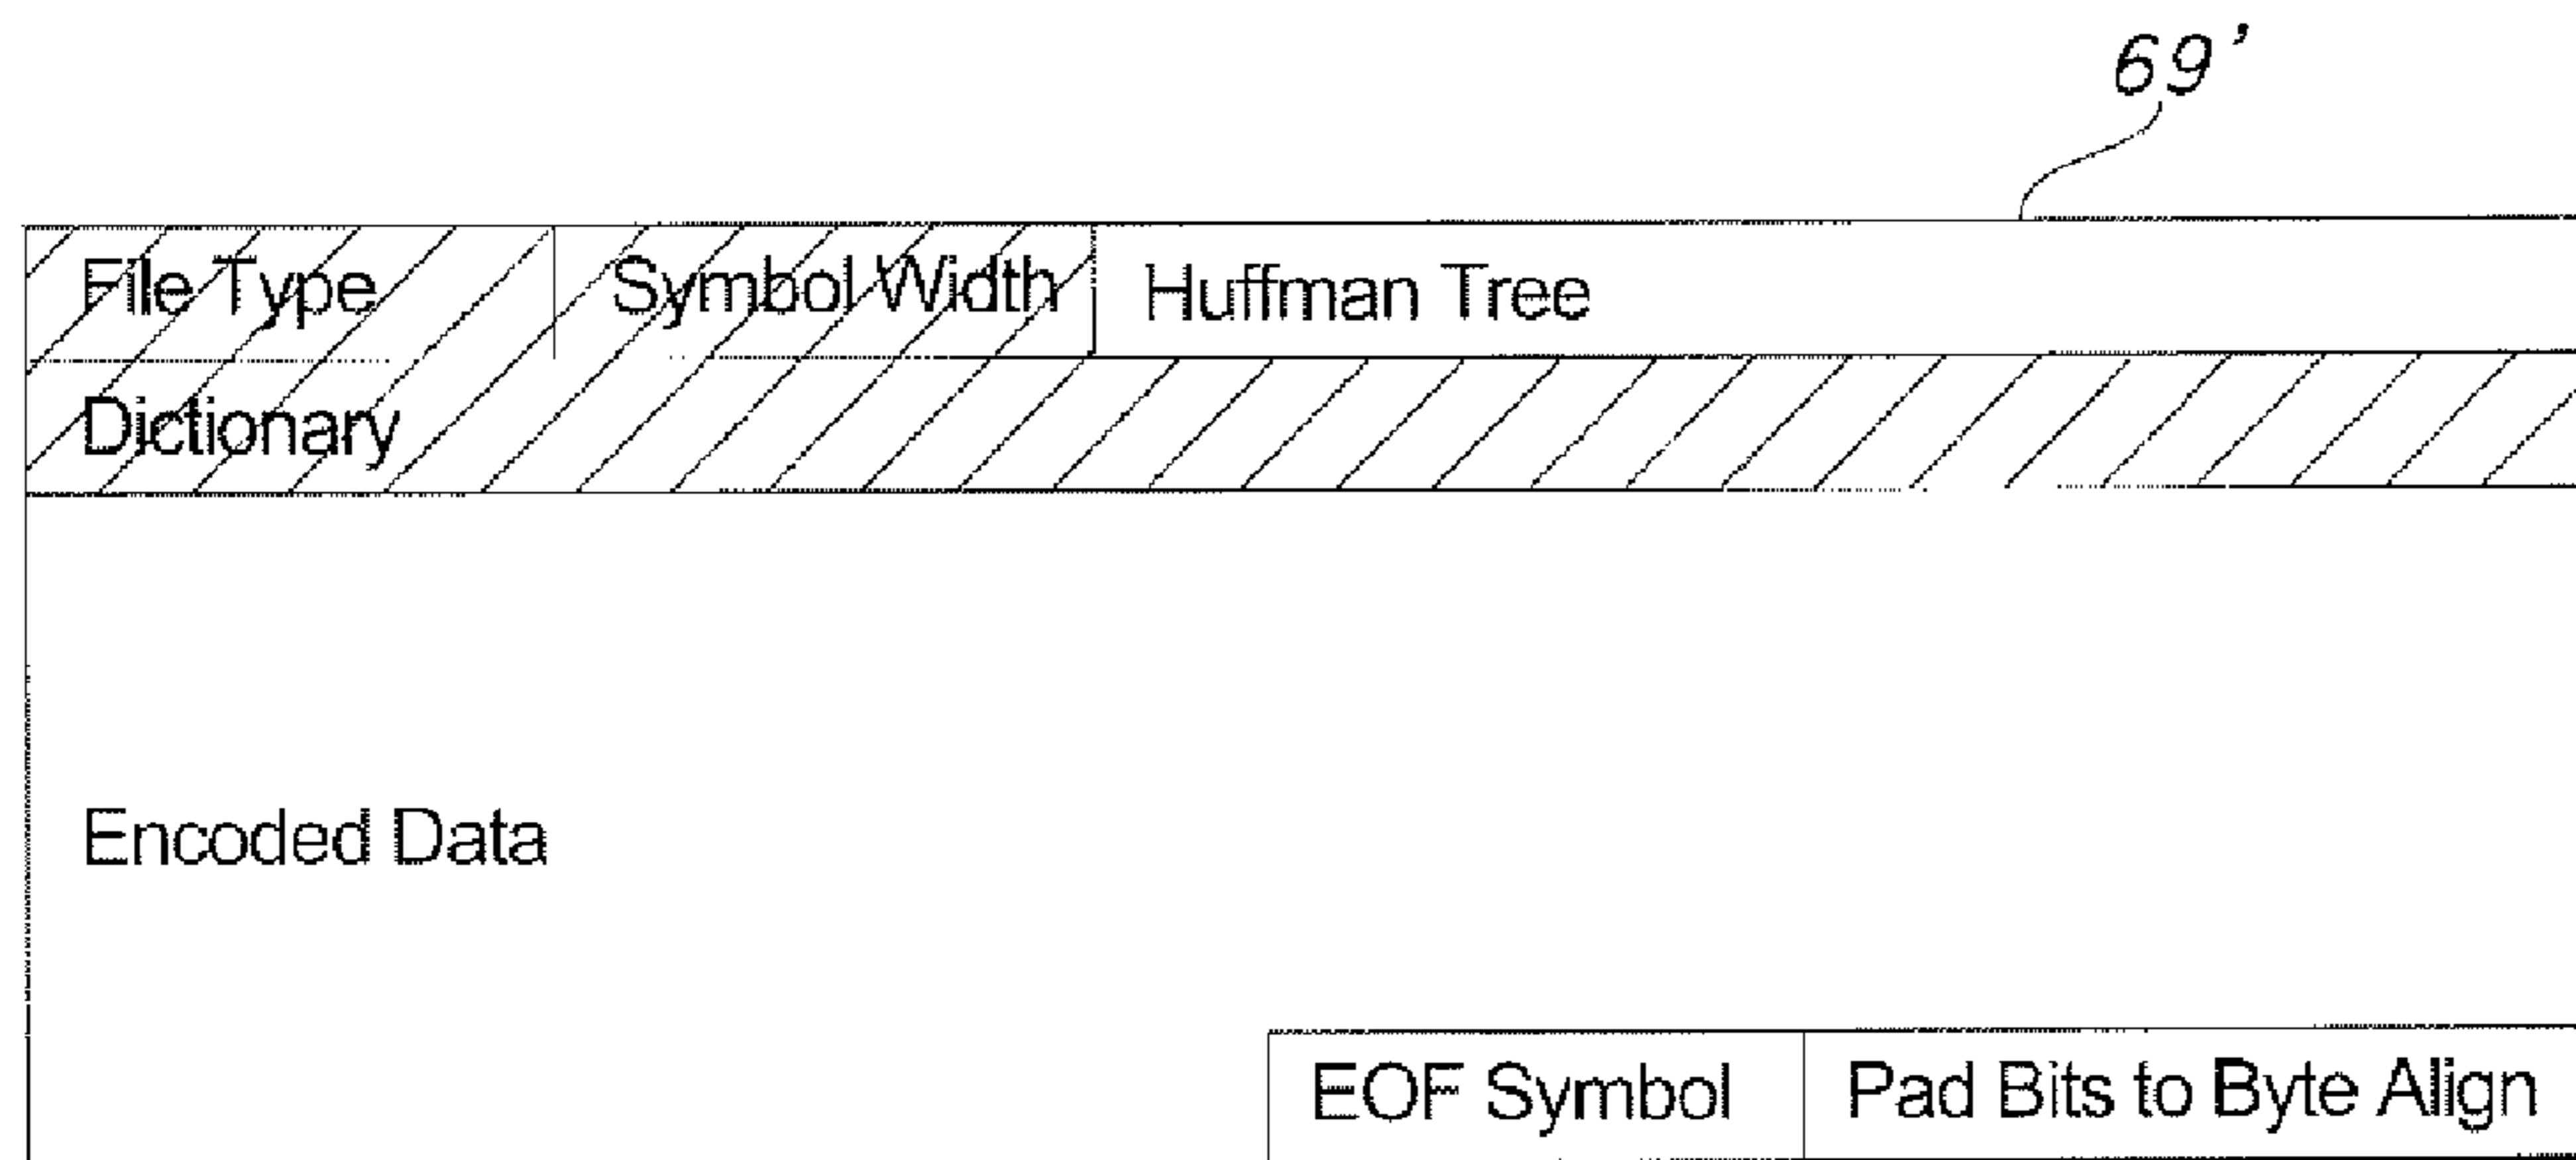 69'
File Type Symbol Width Huffman Tree
Dictionary
Encoded Data
EOF Symbol Pad Bits to Byte Align